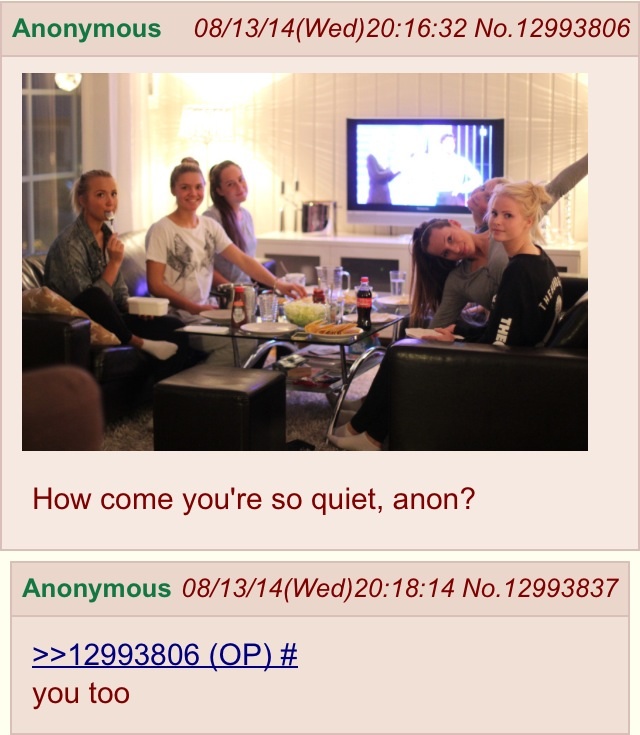 Anonymous 08/13/14(Wed)20:16:32 No.12993806
How come you're so quiet, anon?
Anonymous 08/13/14(Wed)20:18:14 No.12993837
>>12993806 (OP) #
you too